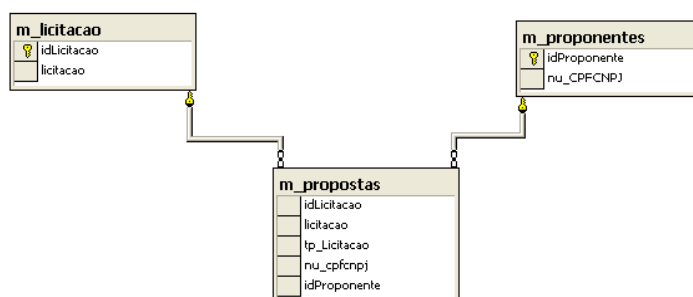 m_licitacao
idLicitacao
licitacao
m_proponentes
idProponente
nu_CPFCNPJ
m_propostas
idLicitacao
licitacao
tp_Licitacao
nu_cpfcnpj
idProponente